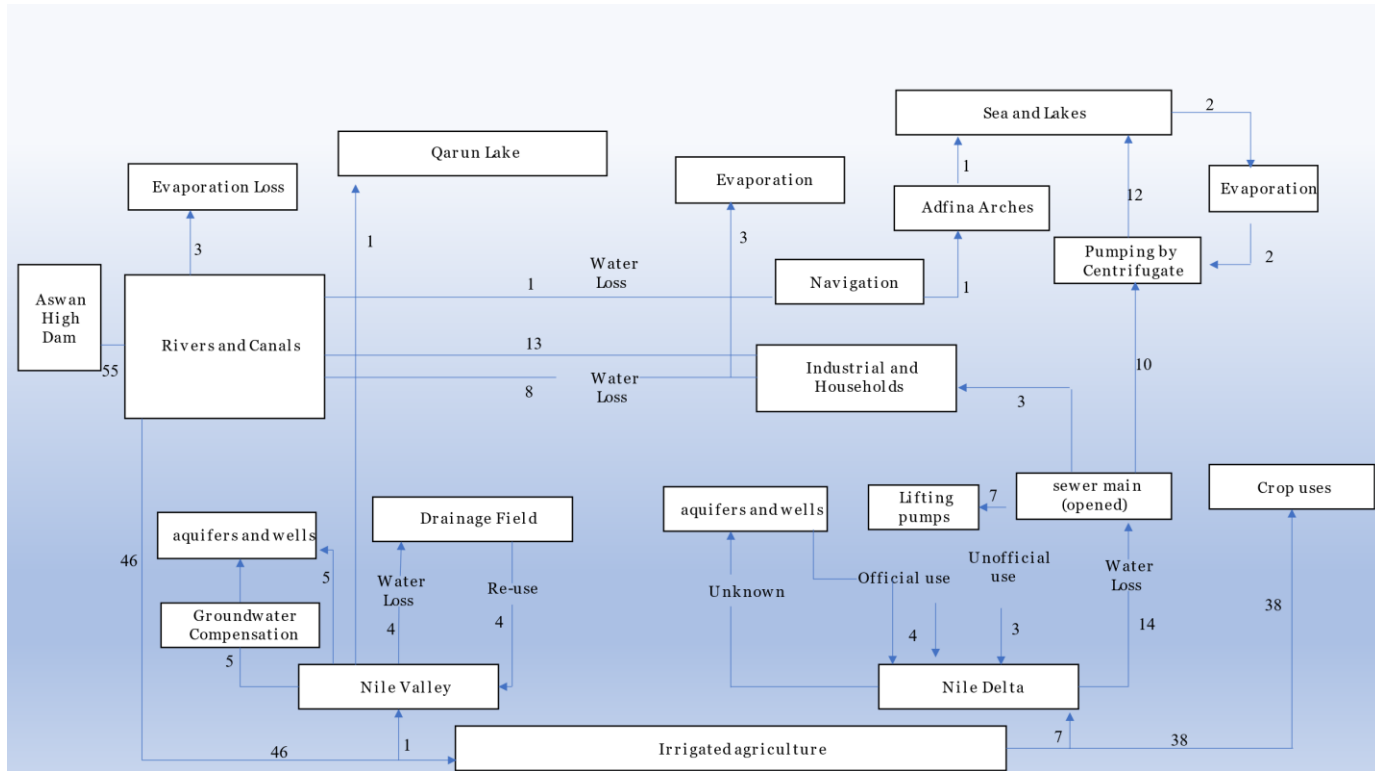 Sea and Lakes
2
Qarun Lake
1
Evaporation Loss
Evaporation
12
Evaporation
Adfina Arches
3
1
3
Pumping by
Centrifugate
2
Water
Loss
Aswan
High
Dam
1
Navigation
1
Rivers and Canals
13
55
Industrial and
Households
10
8
Water
Loss
3
sewer main
(opened)
Crop uses
Lifting
pumps
7
aquifers and wells
Drainage Field
aquifers and wells
46
5
Water
Loss
Re-use
Unknown
Official use
Unofficial
use
Water
Loss
38
Groundwater
Compensation
4
4
4
3
14
5
Nile Valley
Nile Delta
46
1
Irrigated agriculture
7
38